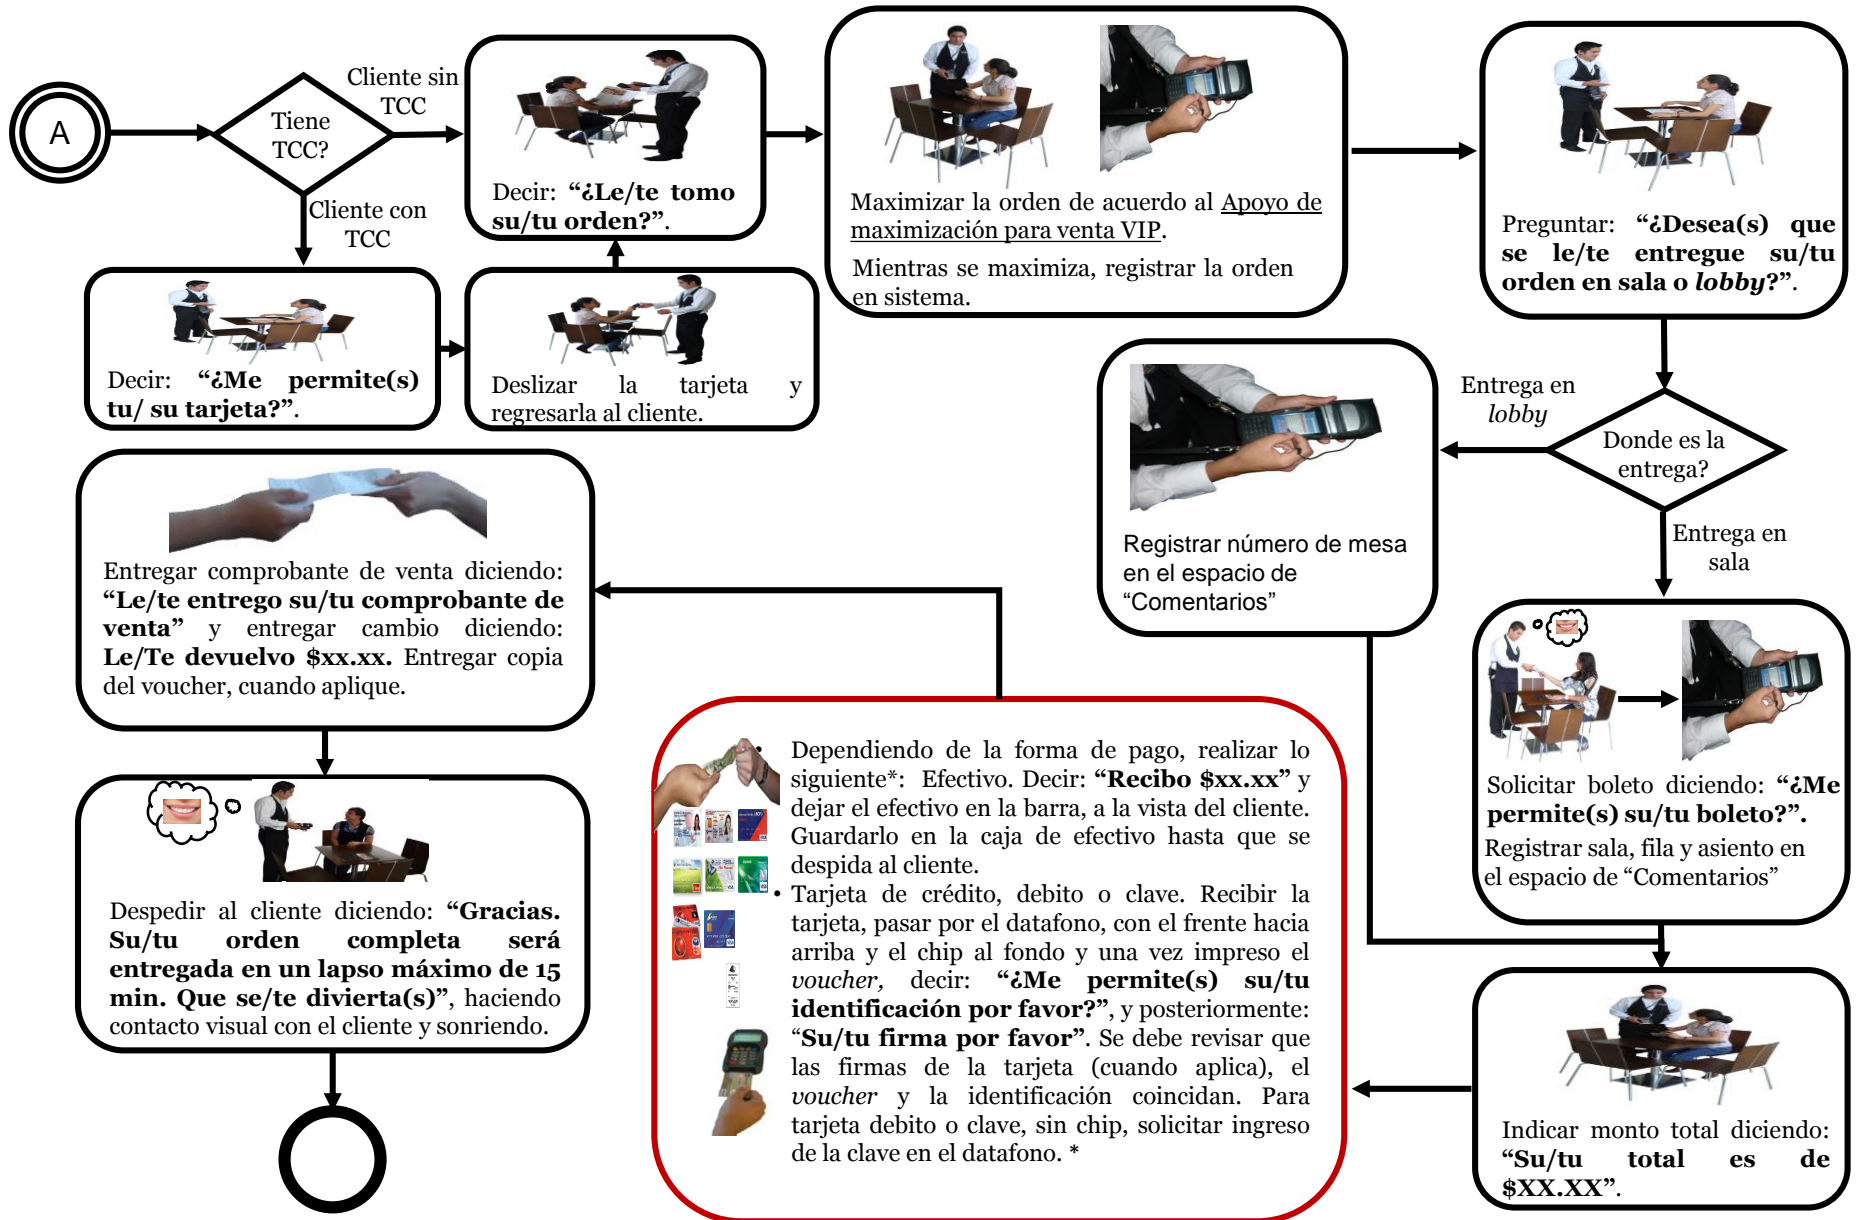 A
Tiene
TCC?
Cliente sin
TCC
Cliente con
TCC
Decir: “¿Me permite(s)
tu/ su tarjeta?”.
Deslizar la tarjeta y
regresarla al cliente.
Decir: “¿Le/te tomo
su/tu orden?”.
Maximizar la orden de acuerdo al Apoyo de
maximización para venta VIP.
Mientras se maximiza, registrar la orden
en sistema.
Preguntar: “¿Desea(s) que
se le/te entregue su/tu
orden en sala o lobby?”.
Donde es la
entrega?
Entrega en
lobby
Registrar número de mesa
en el espacio de
“Comentarios”
Entrega en
sala
Solicitar boleto diciendo: “¿Me
permite(s) su/tu boleto?”.
Registrar sala, fila y asiento en
el espacio de “Comentarios”
Indicar monto total diciendo:
“Su/tu total es de
$XX.XX”.
• Dependiendo de la forma de pago, realizar lo
siguiente*: Efectivo. Decir: “Recibo $xx.xx” y
dejar el efectivo en la barra, a la vista del cliente.
Guardarlo en la caja de efectivo hasta que se
despida al cliente.
• Tarjeta de crédito, debito o clave. Recibir la
tarjeta, pasar por el datafono, con el frente hacia
arriba y el chip al fondo y una vez impreso el
voucher, decir: “¿Me permite(s) su/tu
identificación por favor?”, y posteriormente:
“Su/tu firma por favor”. Se debe revisar que
las firmas de la tarjeta (cuando aplica), el
voucher y la identificación coincidan. Para
tarjeta debito o clave, sin chip, solicitar ingreso
de la clave en el datafono. *
Entregar comprobante de venta diciendo:
“Le/te entrego su/tu comprobante de
venta” y entregar cambio diciendo:
Le/Te devuelvo $xx.xx. Entregar copia
del voucher, cuando aplique.
Despedir al cliente diciendo: “Gracias.
Su/tu orden completa será
entregada en un lapso máximo de 15
min. Que se/te divierta(s)”, haciendo
contacto visual con el cliente y sonriendo.